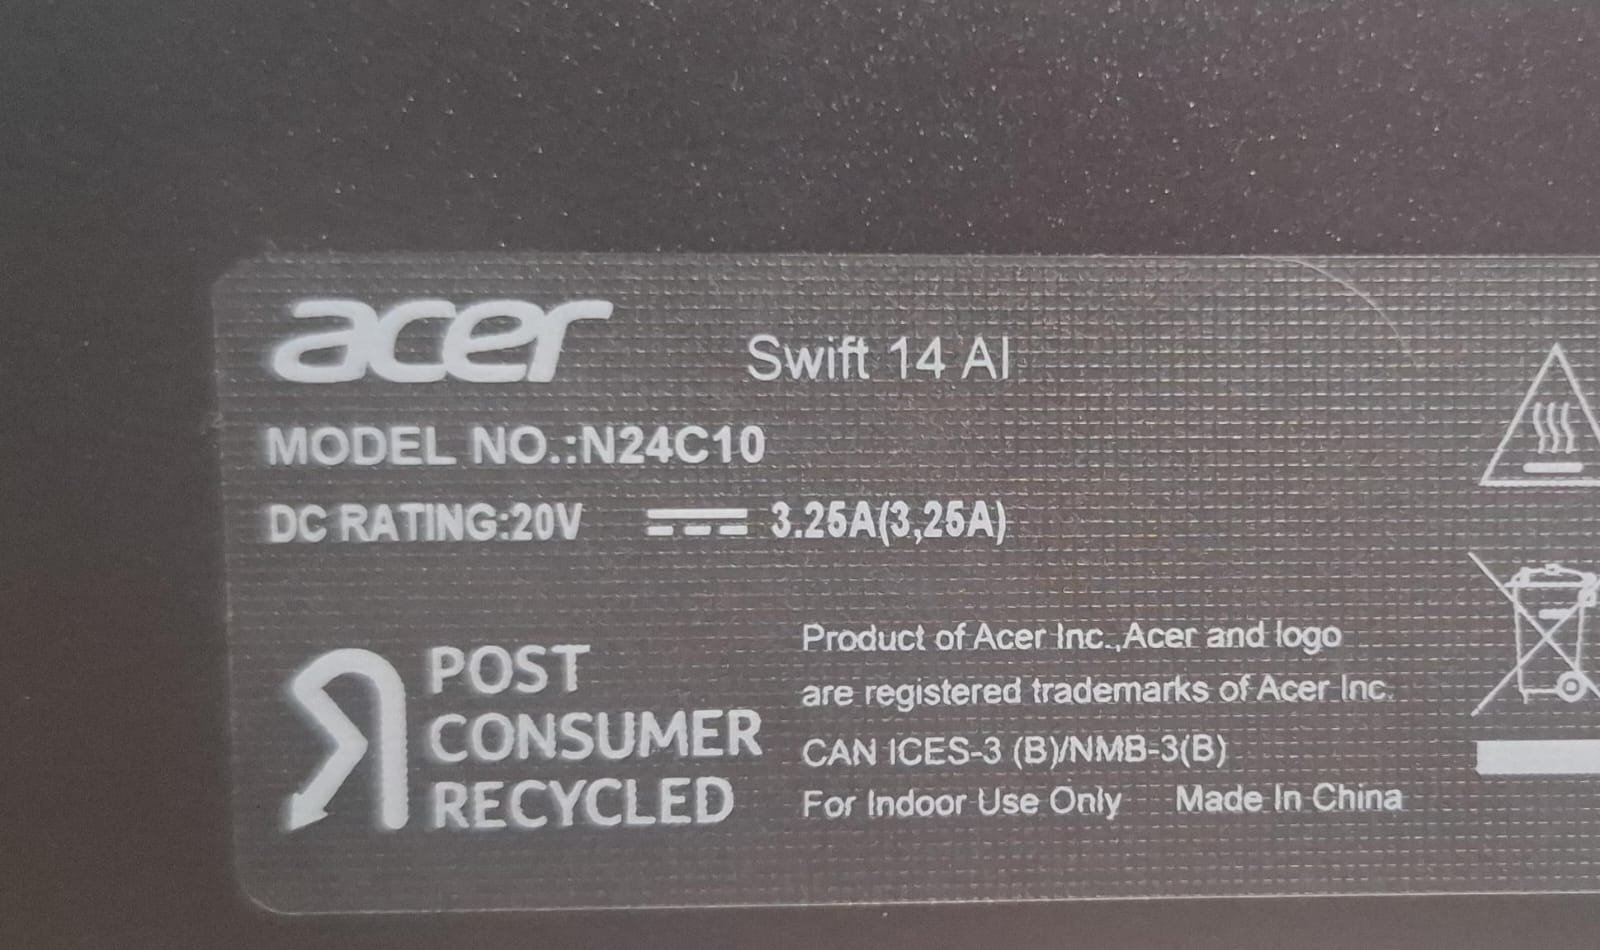 acer Swift 14 AI
MODEL NO.:N24C10
DC RATING:20V 3.25A(3,25A)
POST
CONSUMER
RECYCLED
Product of Acer Inc.,Acer and logo
are registered trademarks of Acer Inc.
CAN ICES-3 (B)/NMB-3(B)
For Indoor Use Only Made In China